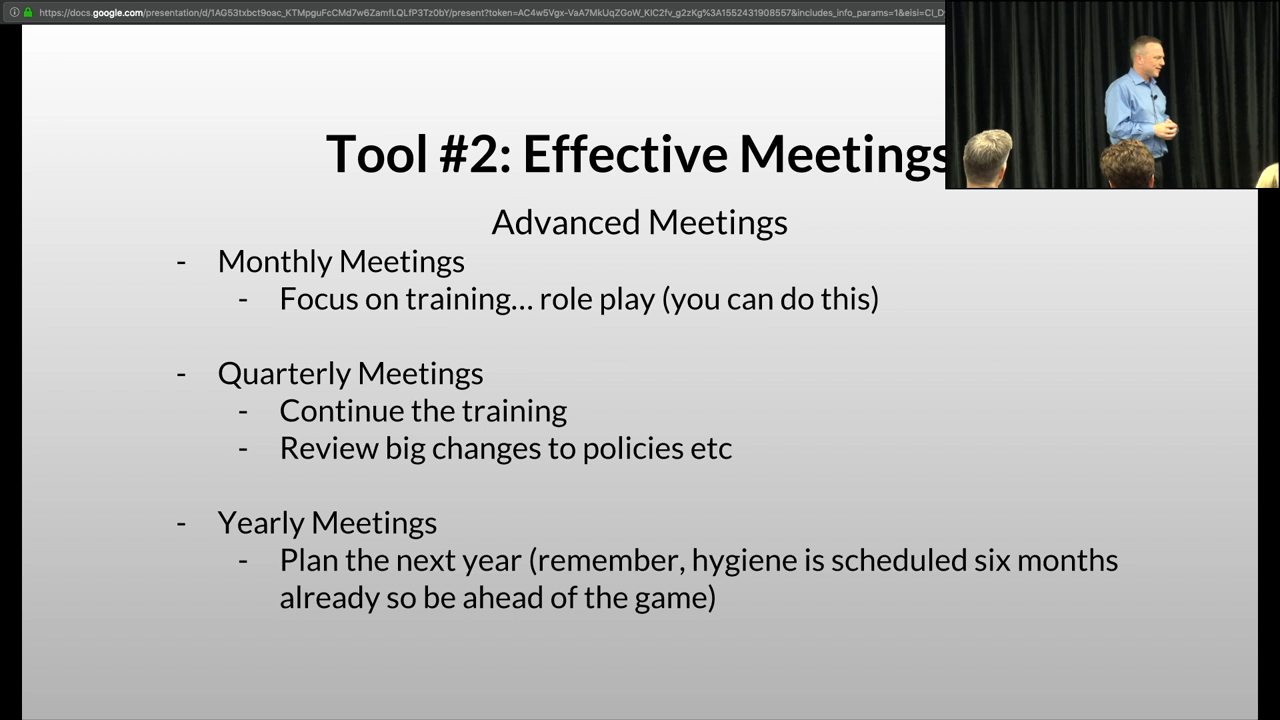 https://docs.google.com/presentation/d/1AG53txbct9oac_KTMpguFcCMd7w6ZamfLQLfP3Tz0bY/present?token=AC4w5Vgx-VaA7MkUqZGoW_KIC2fv_g2zKg%3A1552431908557&includes_info_params=1&eisi=CI_D
Tool #2: Effective Meetings
Advanced Meetings
- Monthly Meetings
- Focus on training... role play (you can do this)
- Quarterly Meetings
- Continue the training
- Review big changes to policies etc
- Yearly Meetings
- Plan the next year (remember, hygiene is scheduled six months
already so be ahead of the game)